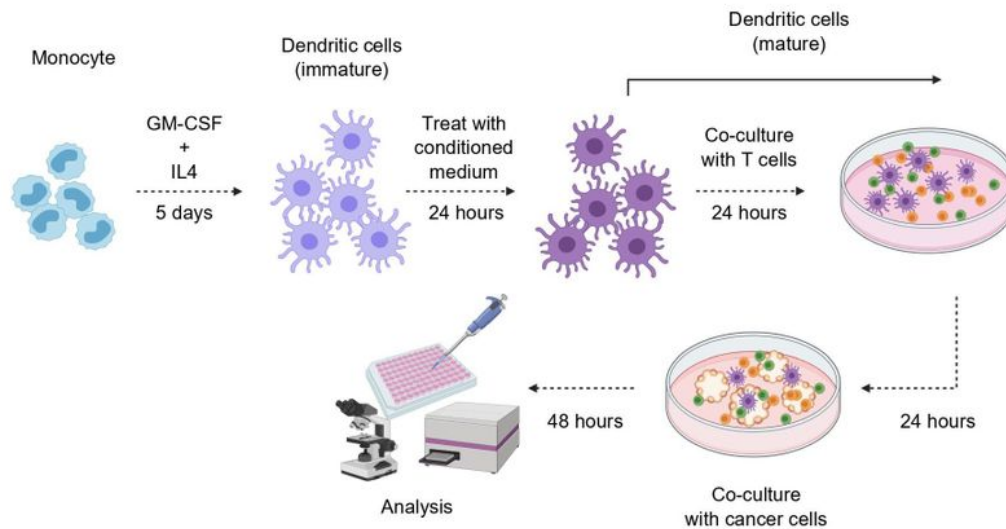 Monocyte
GM-CSF
+
IL4
5 days
Dendritic cells
(immature)
Treat with
conditioned
medium
24 hours
Dendritic cells
(mature)
Co-culture
with T cells
24 hours
24 hours
Co-culture
with cancer cells
48 hours
Analysis